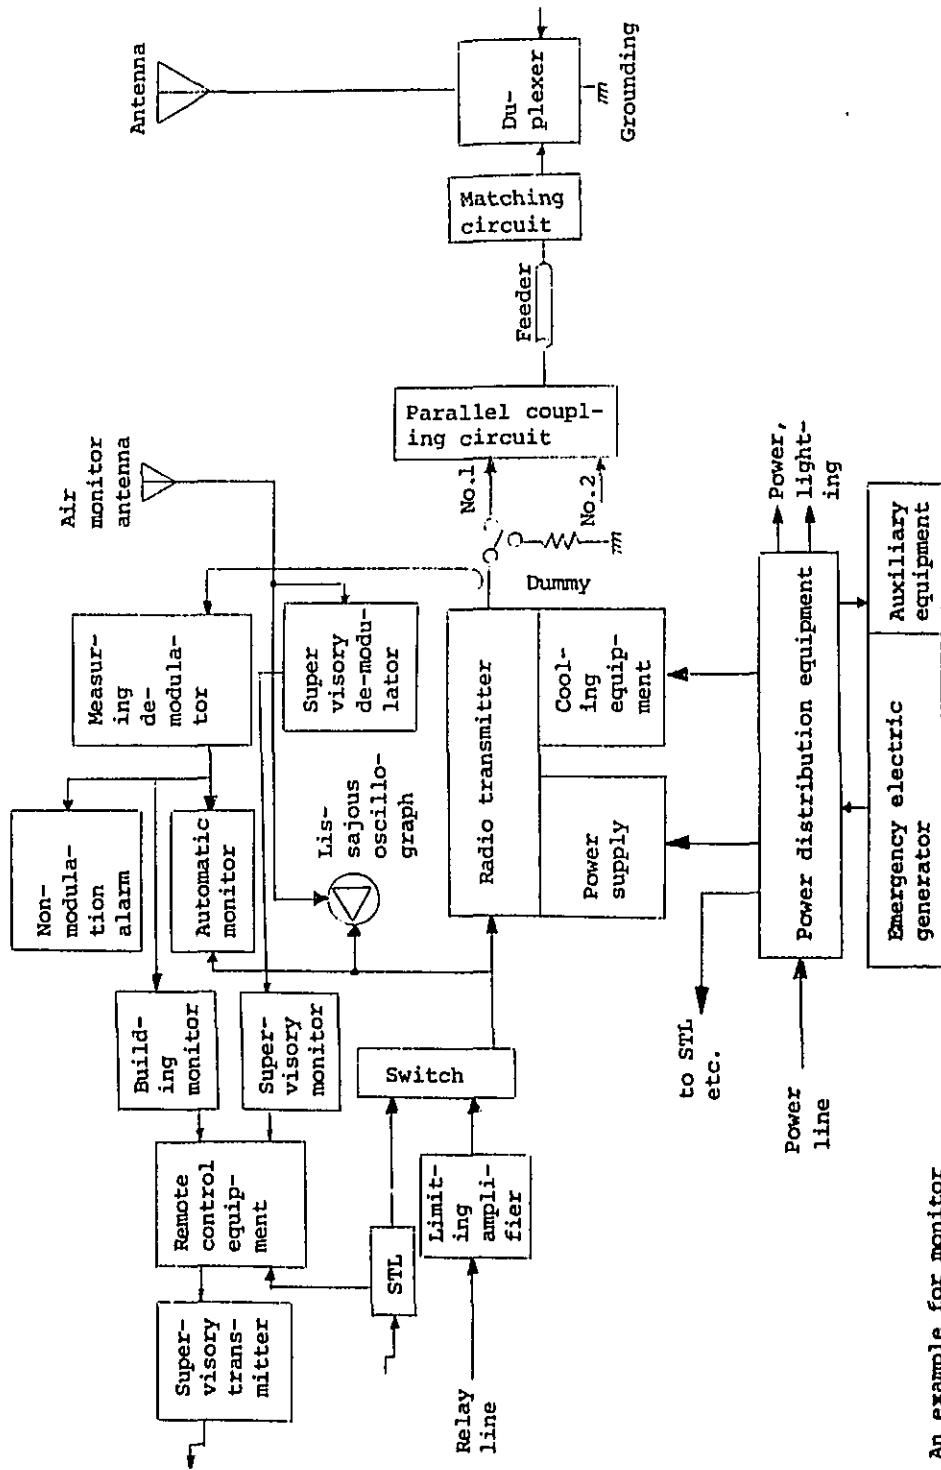 Antenna
Du-
plexer
Grounding
Matching
circuit
Feeder
Parallel coupl-
ing circuit
No.1
No.2
Dummy
Air
monitor
antenna
Measur-
ing
de-
modula-
tor
Super
visory
de-modu-
lator
Non-
modula-
tion
alarm
Automatic
monitor
Lis-
sajous
oscillo-
graph
Radio transmitter
Cool-
ing
equip-
ment
Power
supply
Build-
ing
monitor
Super-
visory
monitor
Switch
Remote
control
equip-
ment
STL
Limit-
ing
ampli-
fier
Super-
visory
trans-
mitter
Relay
line
Power,
light-
ing
Power distribution equipment
to STL
etc.
Power
line
Auxiliary
equipment
Emergency electric
generator
An example for monitor